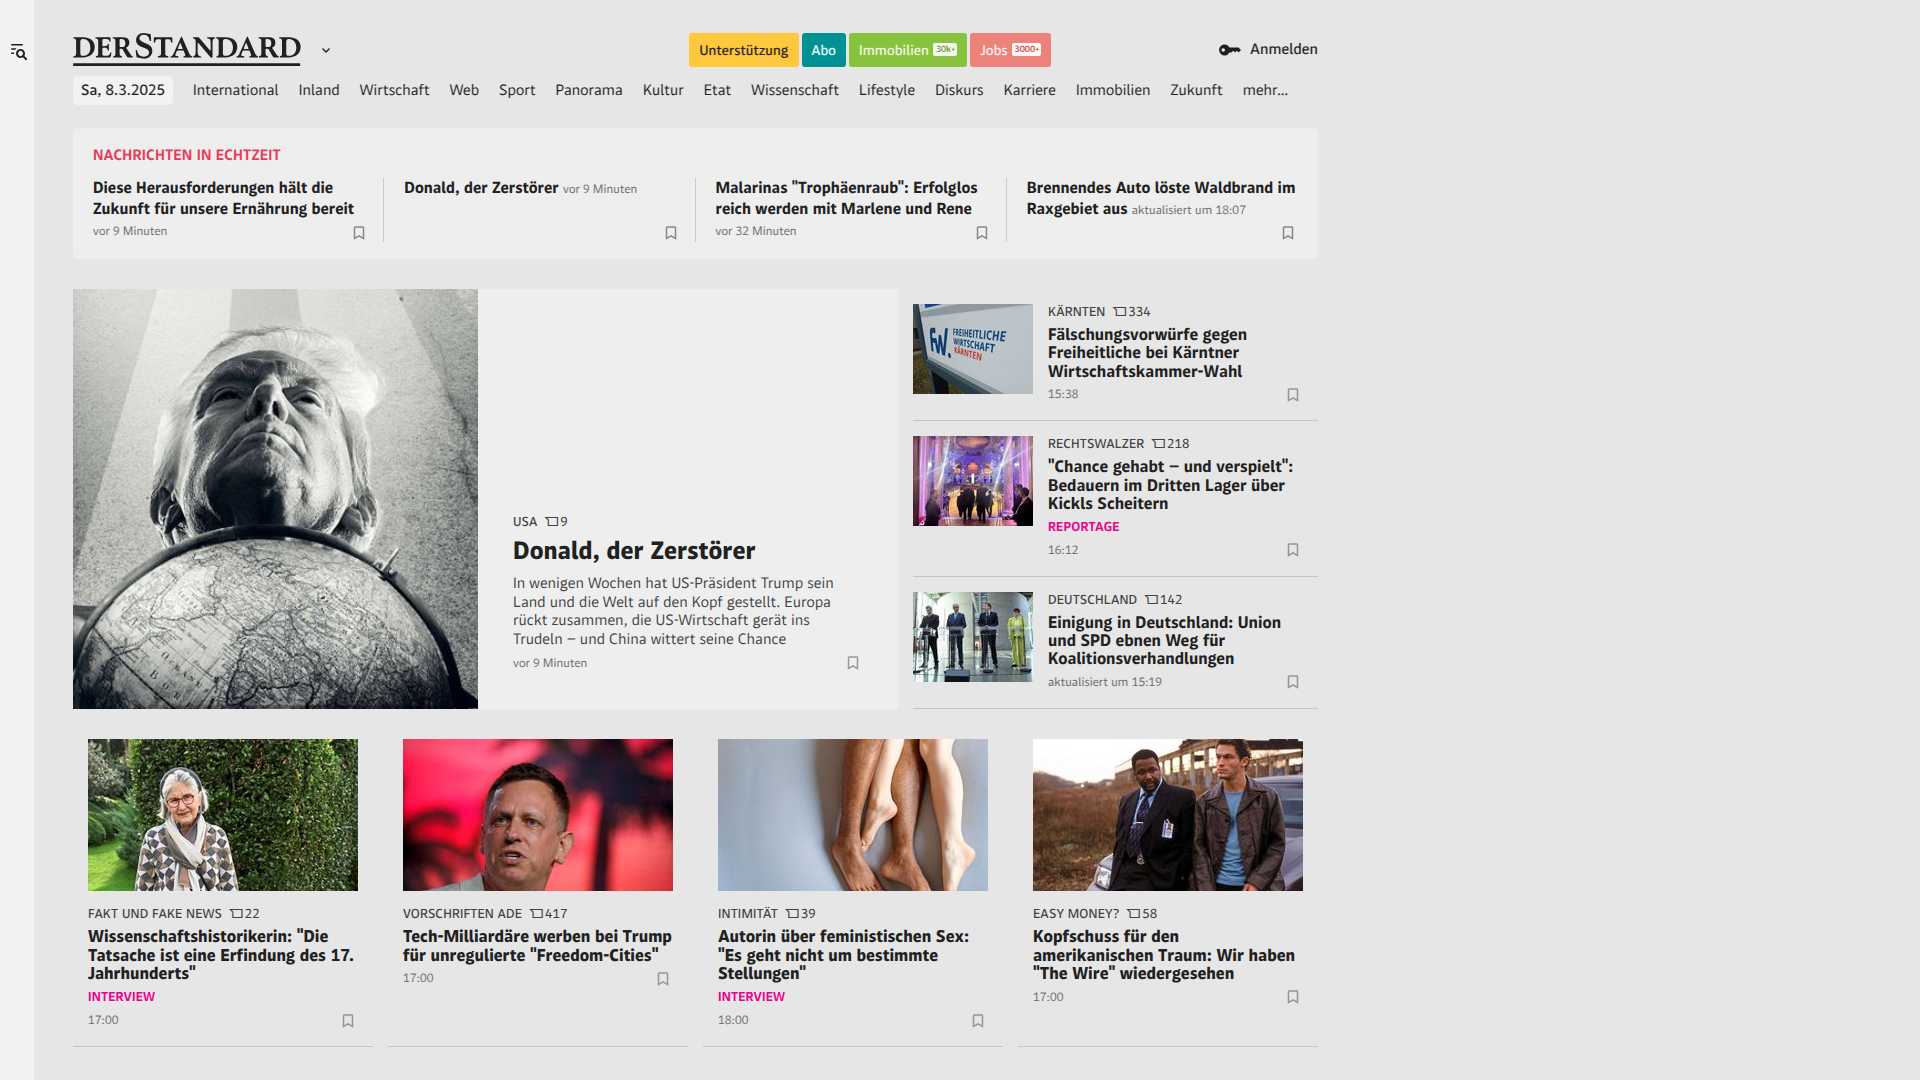 DERSTANDARD
Unterstützung
Abo
Immobilien 30k+
Jobs 3000+
Anmelden
Sa, 8.3.2025
International
Inland
Wirtschaft
Web
Sport
Panorama
Kultur
Etat
Wissenschaft
Lifestyle
Diskurs
Karriere
Immobilien
Zukunft
mehr...
NACHRICHTEN IN ECHTZEIT
Diese Herausforderungen hält die
Zukunft für unsere Ernährung bereit
vor 9 Minuten
Donald, der Zerstörer vor 9 Minuten
Malarinas "Trophäenraub": Erfolglos
reich werden mit Marlene und Rene
vor 32 Minuten
Brennendes Auto löste Waldbrand im
Raxgebiet aus aktualisiert um 18:07
USA 9
Donald, der Zerstörer
In wenigen Wochen hat US-Präsident Trump sein
Land und die Welt auf den Kopf gestellt. Europa
rückt zusammen, die US-Wirtschaft gerät ins
Trudeln – und China wittert seine Chance
vor 9 Minuten
FW.
FREIHEITLICHE
WIRTSCHAFT
KÄRNTEN
KÄRNTEN 334
Fälschungsvorwürfe gegen
Freiheitliche bei Kärntner
Wirtschaftskammer-Wahl
15:38
RECHTSWALZER 218
"Chance gehabt – und verspielt":
Bedauern im Dritten Lager über
Kickls Scheitern
REPORTAGE
16:12
DEUTSCHLAND 142
Einigung in Deutschland: Union
und SPD ebnen Weg für
Koalitionsverhandlungen
aktualisiert um 15:19
FAKT UND FAKE NEWS 22
Wissenschaftshistorikerin: "Die
Tatsache ist eine Erfindung des 17.
Jahrhunderts"
INTERVIEW
17:00
VORSCHRIFTEN ADE 417
Tech-Milliardäre werben bei Trump
für unregulierte "Freedom-Cities"
17:00
INTIMITÄT 39
Autorin über feministischen Sex:
"Es geht nicht um bestimmte
Stellungen"
INTERVIEW
18:00
EASY MONEY? 58
Kopfschuss für den
amerikanischen Traum: Wir haben
"The Wire" wiedergesehen
17:00